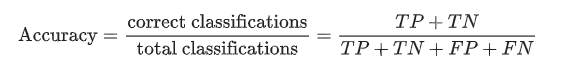 Accuracy = correct classifications / total classifications = TP + TN / TP + TN + FP + FN